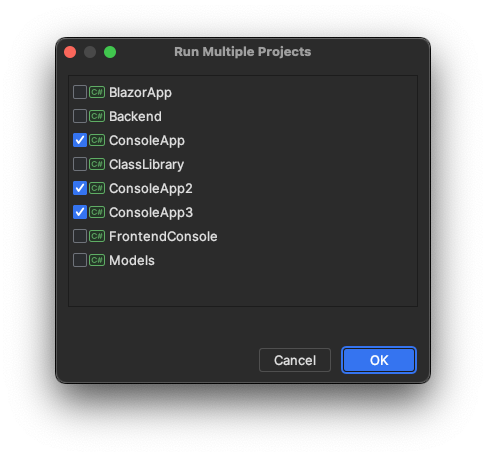 Run Multiple Projects
C# BlazorApp
C# Backend
C# ConsoleApp
C# ClassLibrary
C# ConsoleApp2
C# ConsoleApp3
C# FrontendConsole
C# Models
Cancel OK